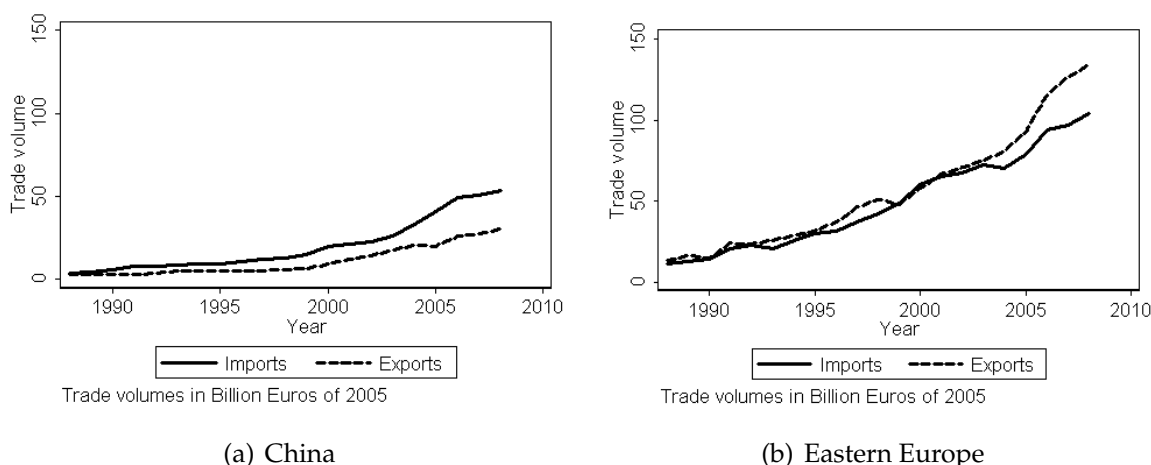 150
100
50
0
Trade volume
1990 1995 2000 2005 2010
Year
Imports Exports
Trade volumes in Billion Euros of 2005
(a) China
150
100
50
0
Trade volume
1990 1995 2000 2005 2010
Year
Imports Exports
Trade volumes in Billion Euros of 2005
(b) Eastern Europe